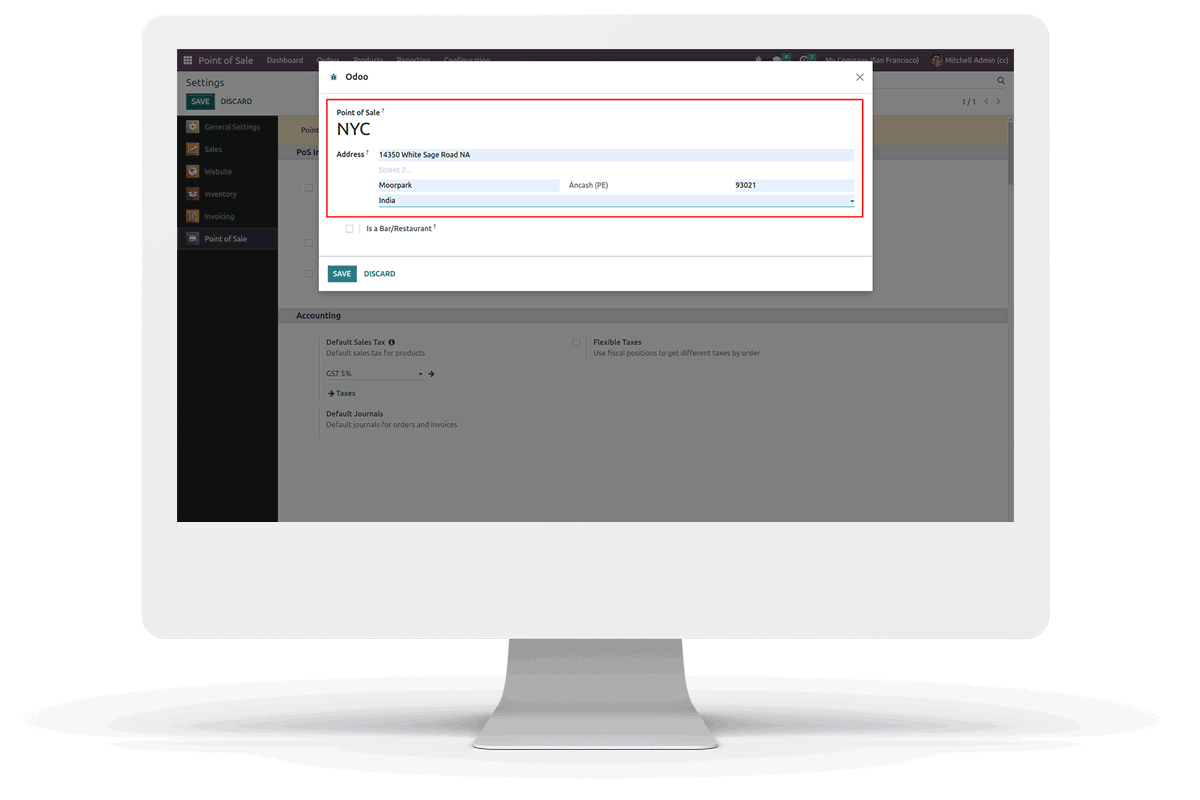 Point of Sale Dashboard Orders Products Reporting Configuration My Company (San Francisco) Mitchell Admin (cc)
Settings
SAVE DISCARD
1 / 1
General Settings
Sales
Website
Inventory
Invoicing
Point of Sale
Point
PoS In
Odoo
Point of Sale ?
NYC
Address ? 14350 White Sage Road NA
Street 2...
Moorpark Áncash (PE) 93021
India
Is a Bar/Restaurant ?
SAVE DISCARD
Accounting
Default Sales Tax
Default sales tax for products
GST 5%
Taxes
Flexible Taxes
Use fiscal positions to get different taxes by order
Default Journals
Default journals for orders and invoices